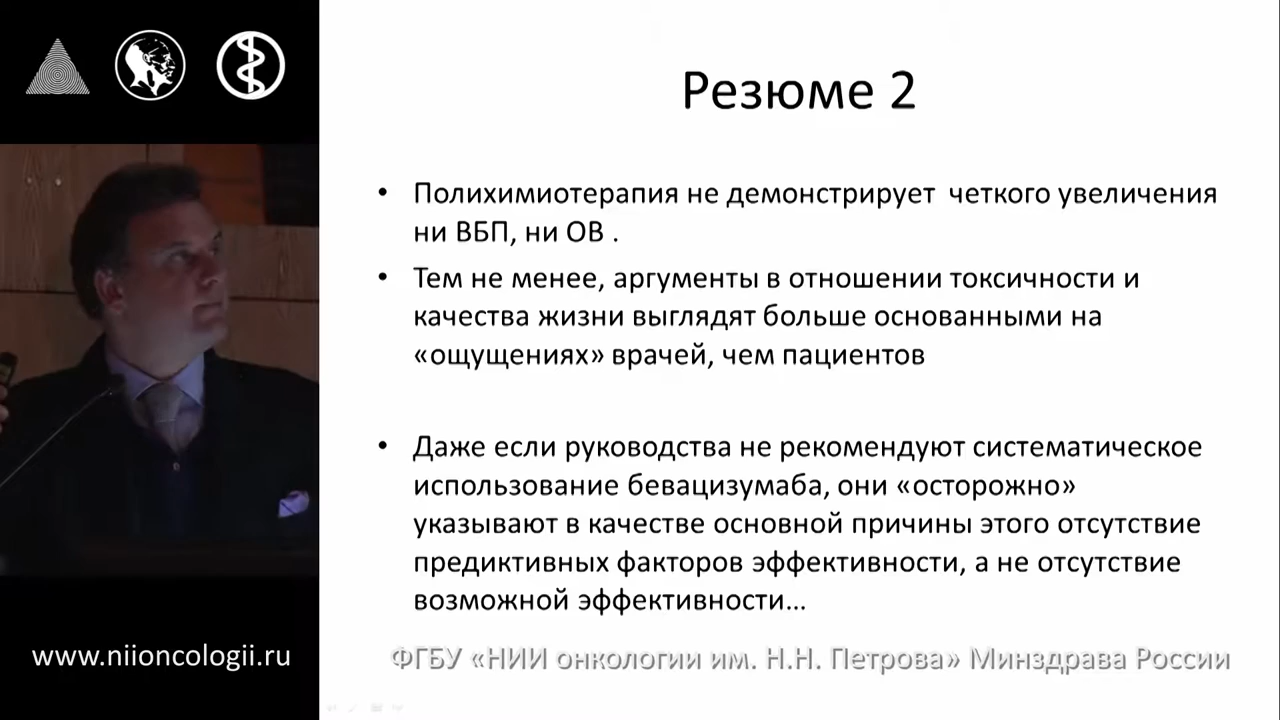 Резюме 2
• Полихимиотерапия не демонстрирует четкого увеличения
ни ВБП, ни ОВ .
• Тем не менее, аргументы в отношении токсичности и
качества жизни выглядят больше основанными на
«ощущениях» врачей, чем пациентов
• Даже если руководства не рекомендуют систематическое
использование бевацизумаба, они «осторожно»
указывают в качестве основной причины этого отсутствие
предиктивных факторов эффективности, а не отсутствие
возможной эффективности...
www.niioncologii.ru
ФГБУ «НИИ онкологии им. Н.Н. Петрова» Минздрава России